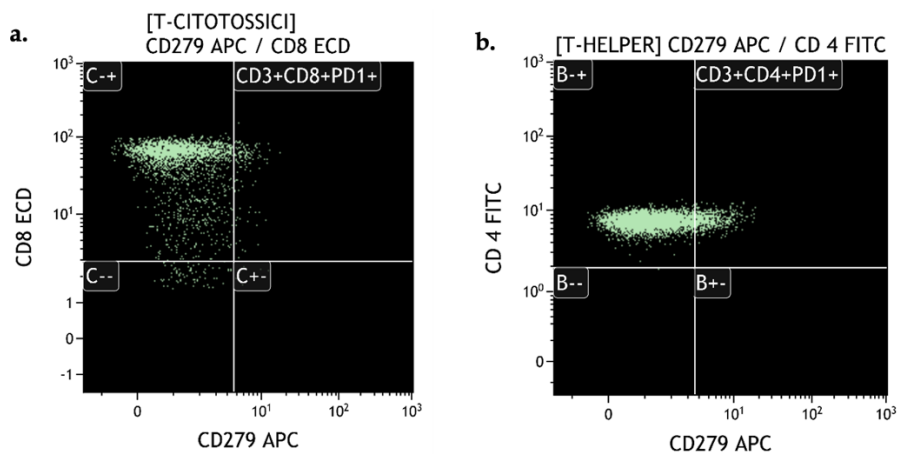 a.
[T-CITOTOSSICI]
CD279 APC / CD8 ECD
10³
10²
10¹
1
0
-1
CD8 ECD
C-+
CD3+CD8+PD1+
C--
C+-
0
10¹
10²
10³
CD279 APC
b.
[T-HELPER] CD279 APC / CD 4 FITC
10³
10²
10¹
10⁰
0
CD 4 FITC
B-+
CD3+CD4+PD1+
B--
B+-
0
10¹
10²
10³
CD279 APC